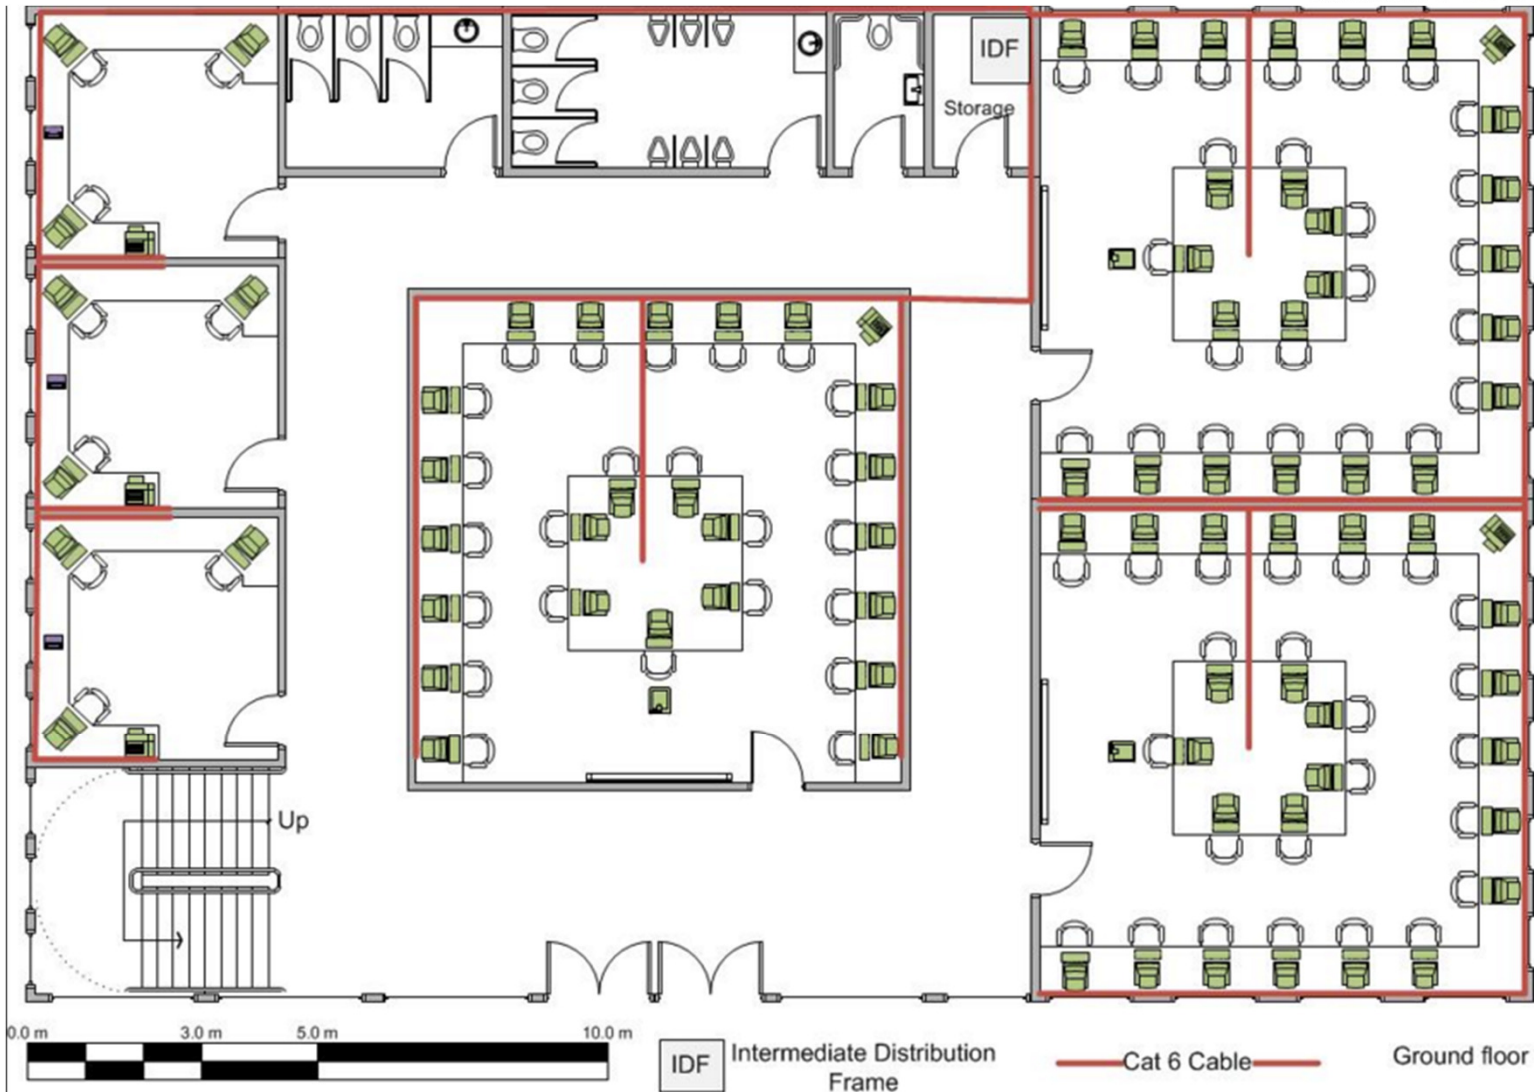 IDF
Storage
Up
0.0 m 3.0 m 5.0 m 10.0 m
IDF Intermediate Distribution
Frame
Cat 6 Cable
Ground floor